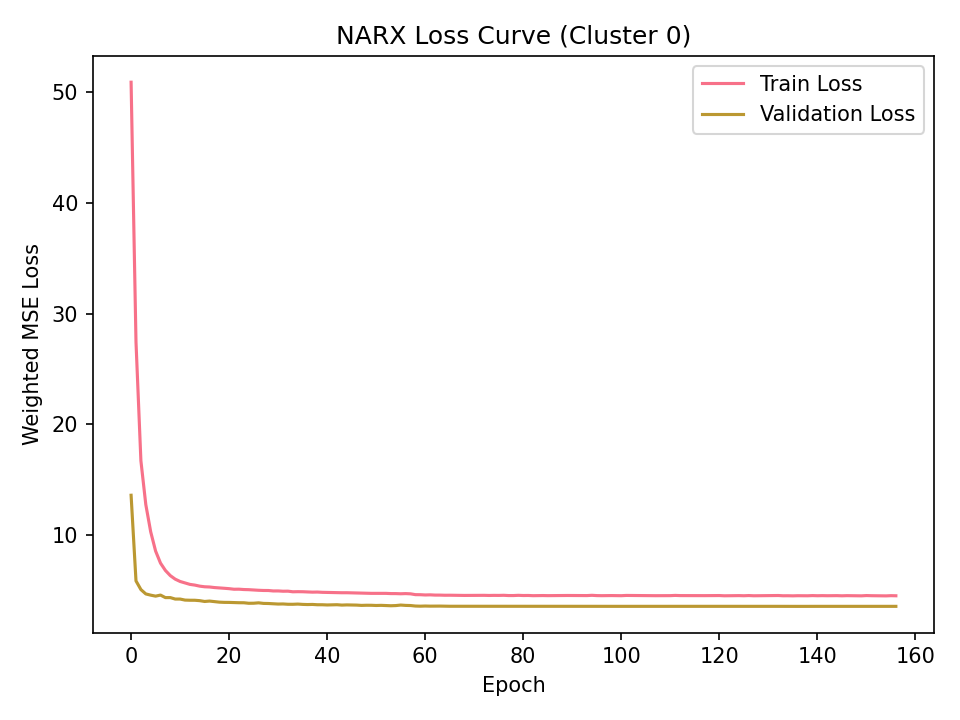 NARX Loss Curve (Cluster 0)
Train Loss
Validation Loss
Weighted MSE Loss
50
40
30
20
10
0
20
40
60
80
100
120
140
160
Epoch